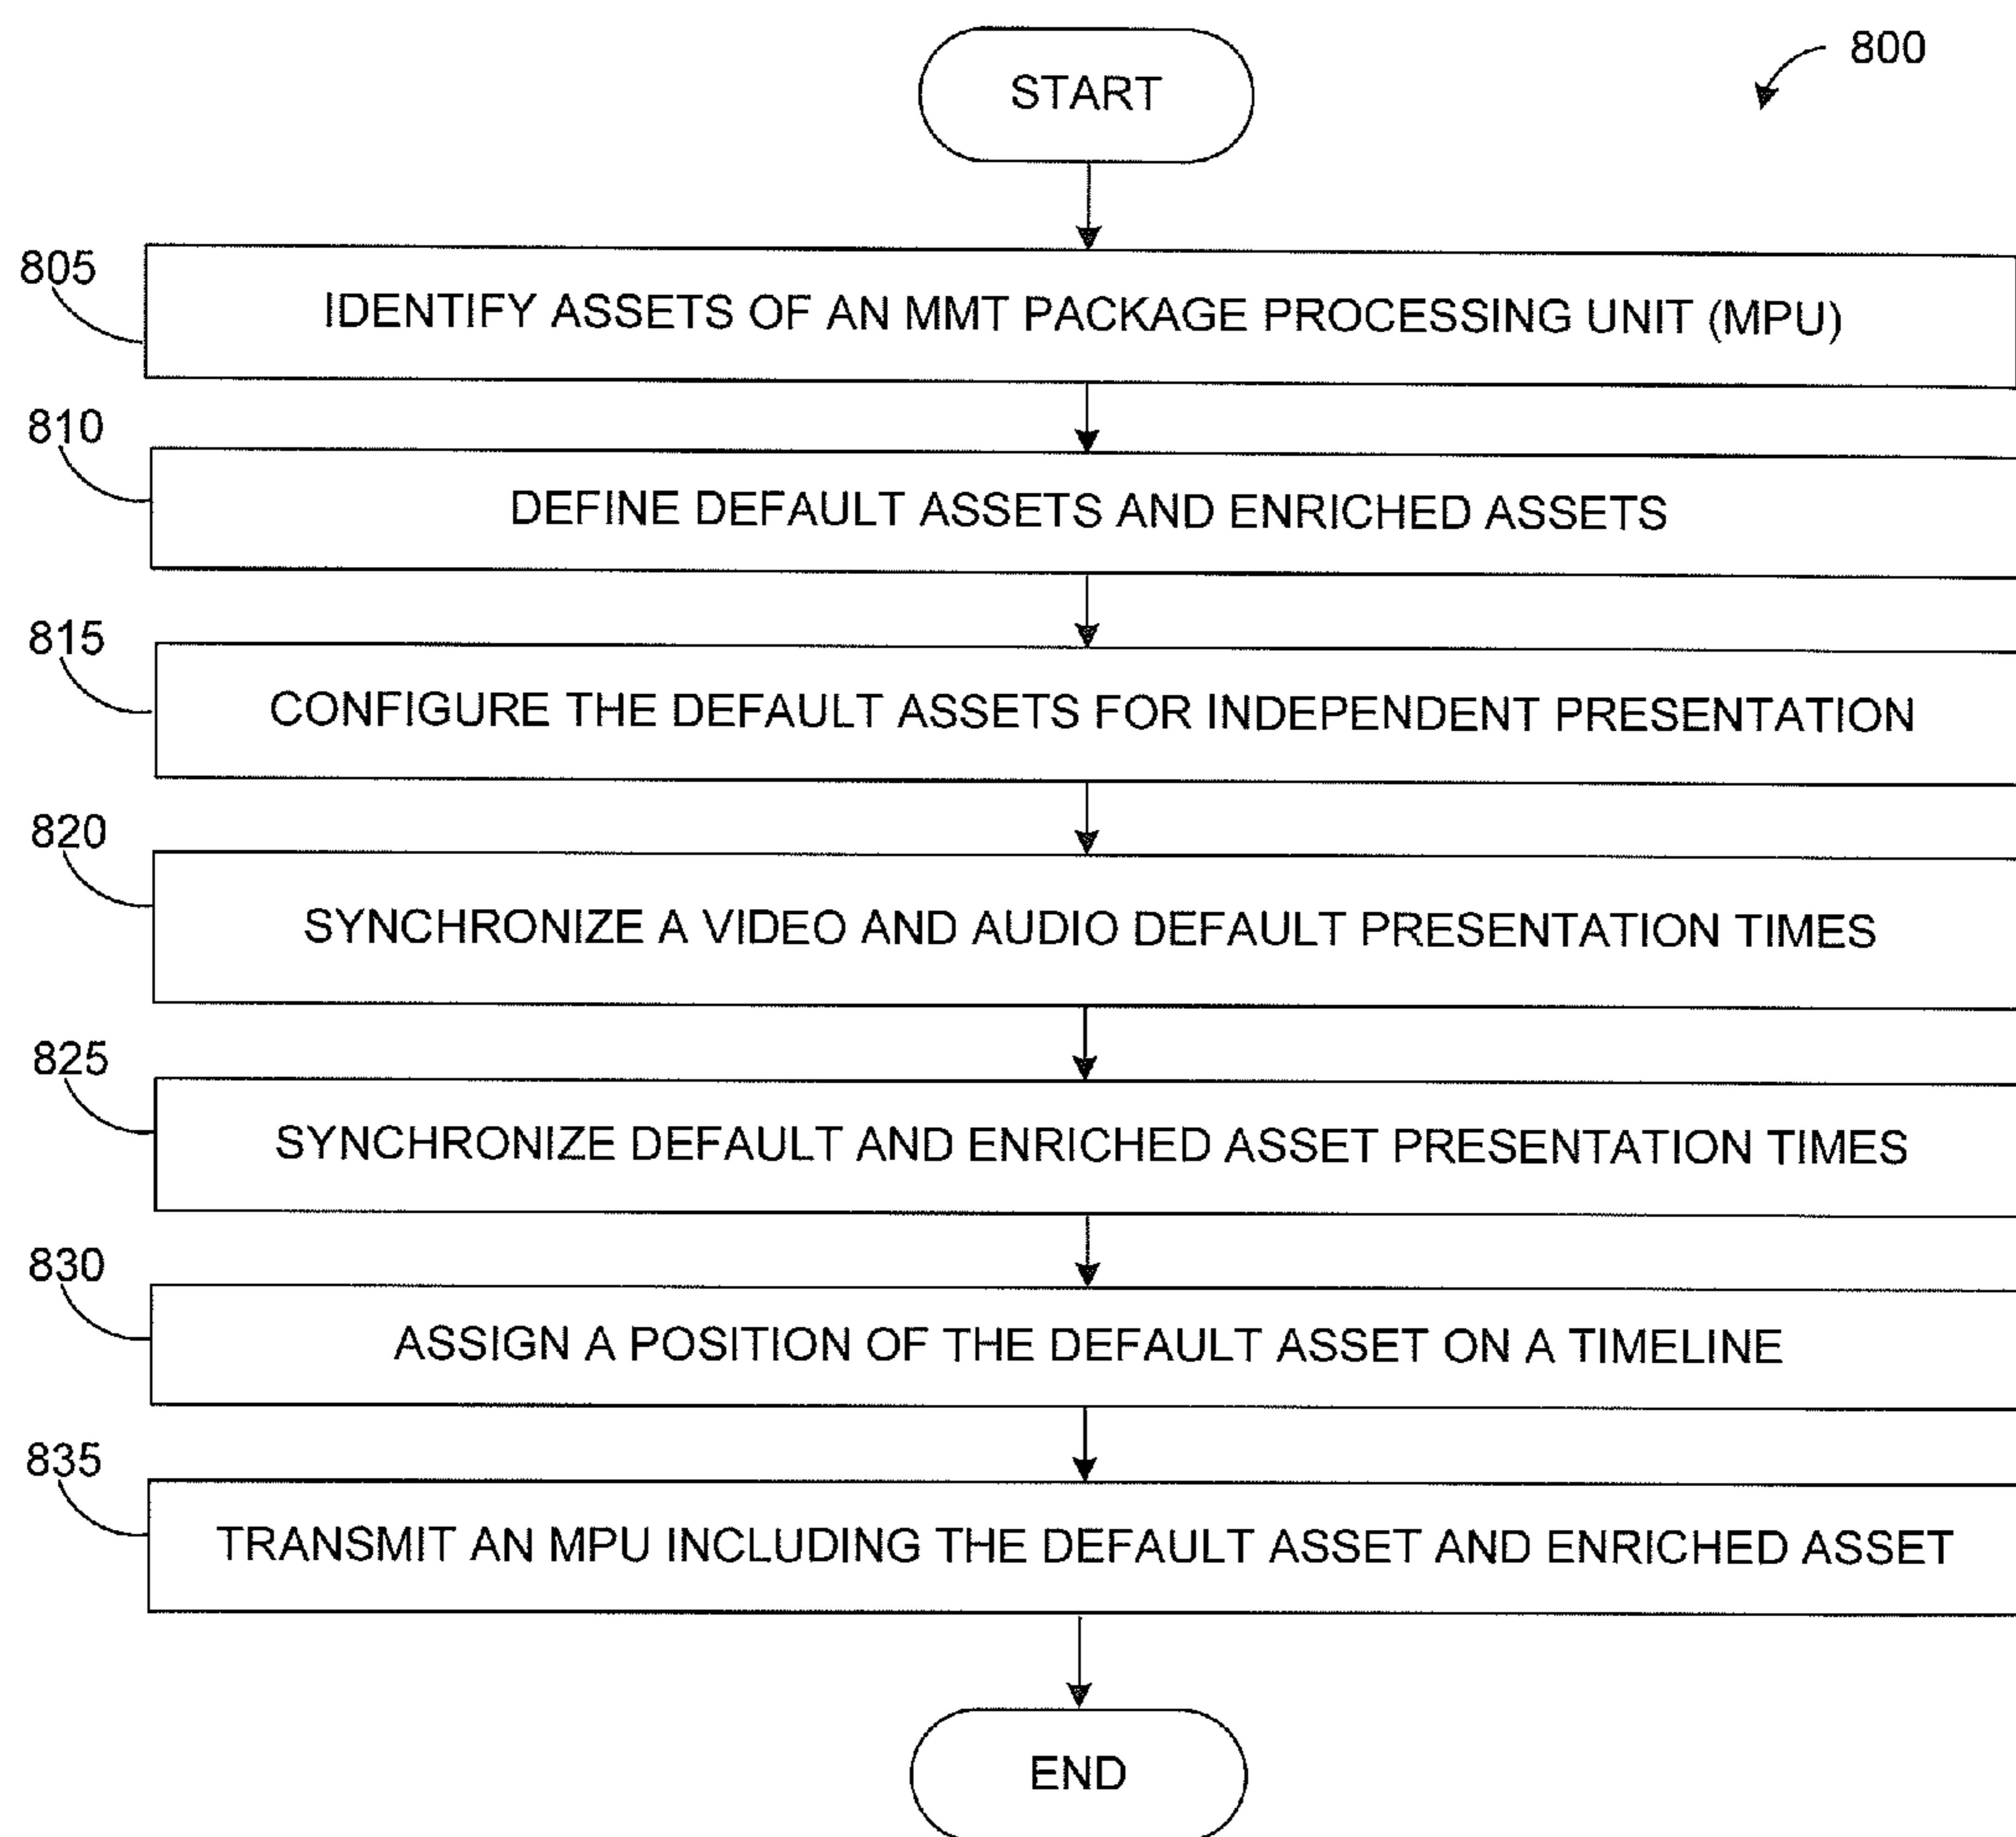 START
800
805
IDENTIFY ASSETS OF AN MMT PACKAGE PROCESSING UNIT (MPU)
810
DEFINE DEFAULT ASSETS AND ENRICHED ASSETS
815
CONFIGURE THE DEFAULT ASSETS FOR INDEPENDENT PRESENTATION
820
SYNCHRONIZE A VIDEO AND AUDIO DEFAULT PRESENTATION TIMES
825
SYNCHRONIZE DEFAULT AND ENRICHED ASSET PRESENTATION TIMES
830
ASSIGN A POSITION OF THE DEFAULT ASSET ON A TIMELINE
835
TRANSMIT AN MPU INCLUDING THE DEFAULT ASSET AND ENRICHED ASSET
END